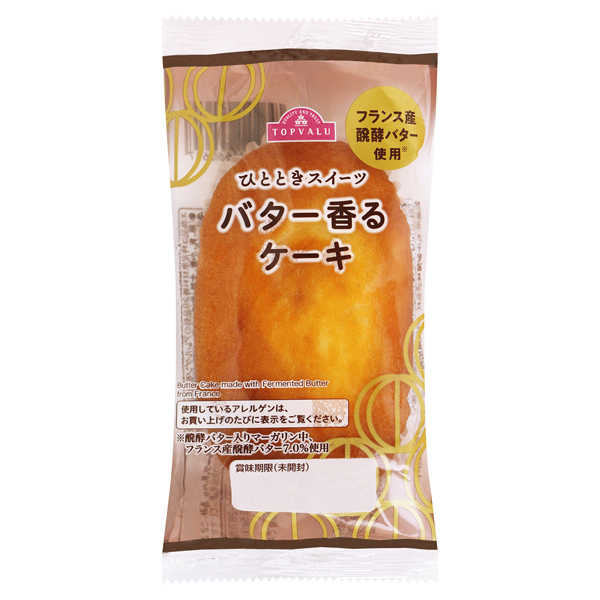 QUALITY AND TRUST
TOPVALU
フランス産
醗酵バター
使用※
ひとときスイーツ
バター香る
ケーキ
Butter Cake made with Fermented Butter
from France
使用しているアレルゲンは、
お買い上げのたびに表示をご覧ください。
※醗酵バター入りマーガリン中、
フランス産醗酵バター7.0%使用
賞味期限(未開封)